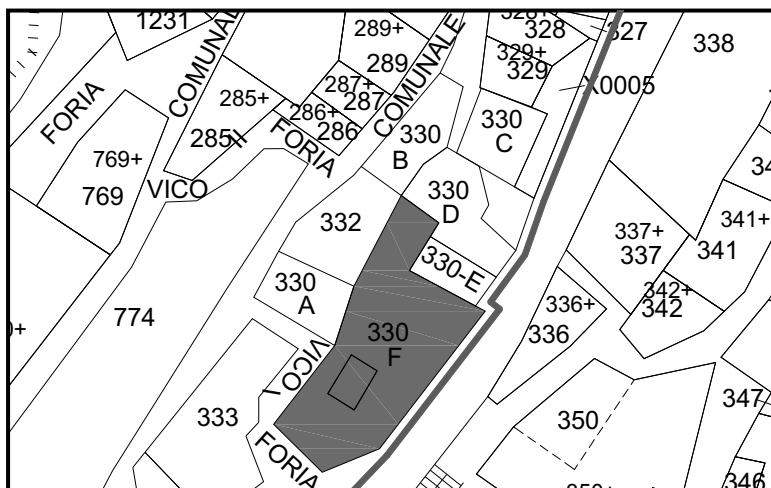 1231
COMUNALE
FORIA
769+
769
285+
285
VICO
FORIA
289+
289
287+
287
286+
286
COMUNALE
328+
328
329+
329
327
X0005
338
330
B
330
C
330
D
330-E
332
330
A
330
F
774
VICO I
FORIA
333
337+
337
341+
341
342+
342
336+
336
350
347
346